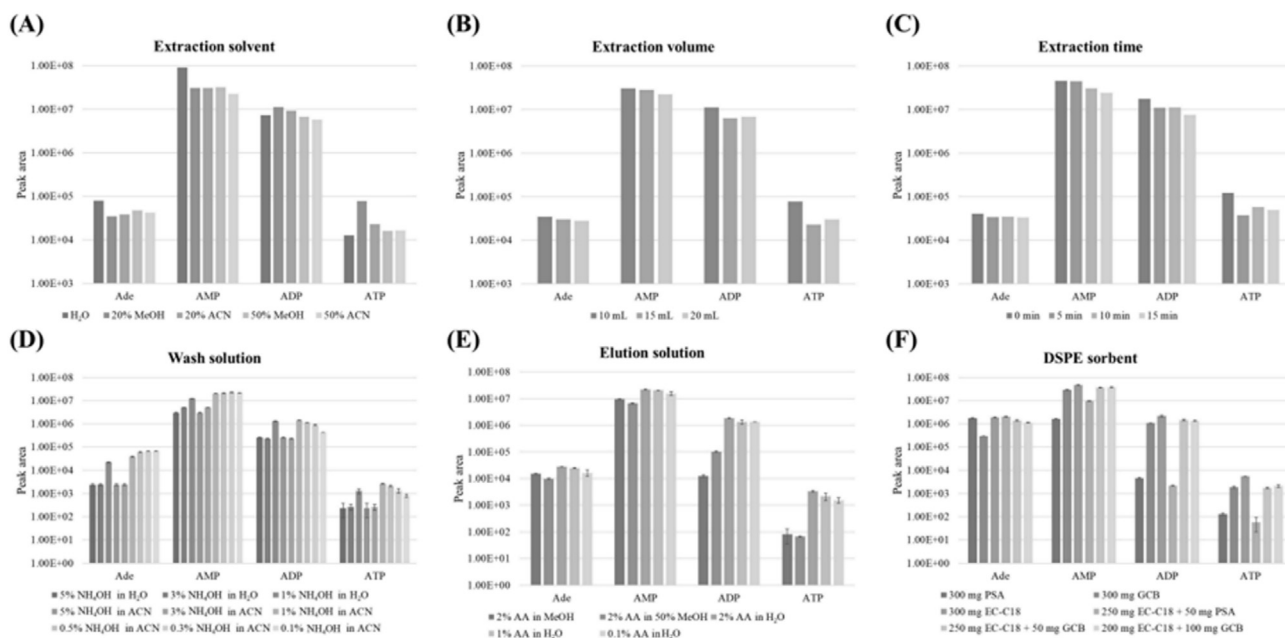 (A)
Extraction solvent
Peak area
1.00E+08
1.00E+07
1.00E+06
1.00E+05
1.00E+04
1.00E+03
Ade AMP ADP ATP
H₂O 20% MeOH 20% ACN 50% MeOH 50% ACN
(B)
Extraction volume
Peak area
1.00E+08
1.00E+07
1.00E+06
1.00E+05
1.00E+04
1.00E+03
Ade AMP ADP ATP
10 mL 15 mL 20 mL
(C)
Extraction time
Peak area
1.00E+08
1.00E+07
1.00E+06
1.00E+05
1.00E+04
1.00E+03
Ade AMP ADP ATP
0 min 5 min 10 min 15 min
(D)
Wash solution
Peak area
1.00E+08
1.00E+07
1.00E+06
1.00E+05
1.00E+04
1.00E+03
1.00E+02
1.00E+01
1.00E+00
Ade AMP ADP ATP
5% NH₄OH in H₂O 3% NH₄OH in H₂O 1% NH₄OH in H₂O
5% NH₄OH in ACN 3% NH₄OH in ACN 1% NH₄OH in ACN
0.5% NH₄OH in ACN 0.3% NH₄OH in ACN 0.1% NH₄OH in ACN
(E)
Elution solution
Peak area
1.00E+08
1.00E+07
1.00E+06
1.00E+05
1.00E+04
1.00E+03
1.00E+02
1.00E+01
1.00E+00
Ade AMP ADP ATP
2% AA in MeOH 2% AA in 50% MeOH 2% AA in H₂O
1% AA in H₂O 0.1% AA in H₂O
(F)
DSPE sorbent
Peak area
1.00E+08
1.00E+07
1.00E+06
1.00E+05
1.00E+04
1.00E+03
1.00E+02
1.00E+01
1.00E+00
Ade AMP ADP ATP
300 mg PSA 300 mg GCB
300 mg EC-C18 250 mg EC-C18 + 50 mg PSA
250 mg EC-C18 + 50 mg GCB 200 mg EC-C18 + 100 mg GCB